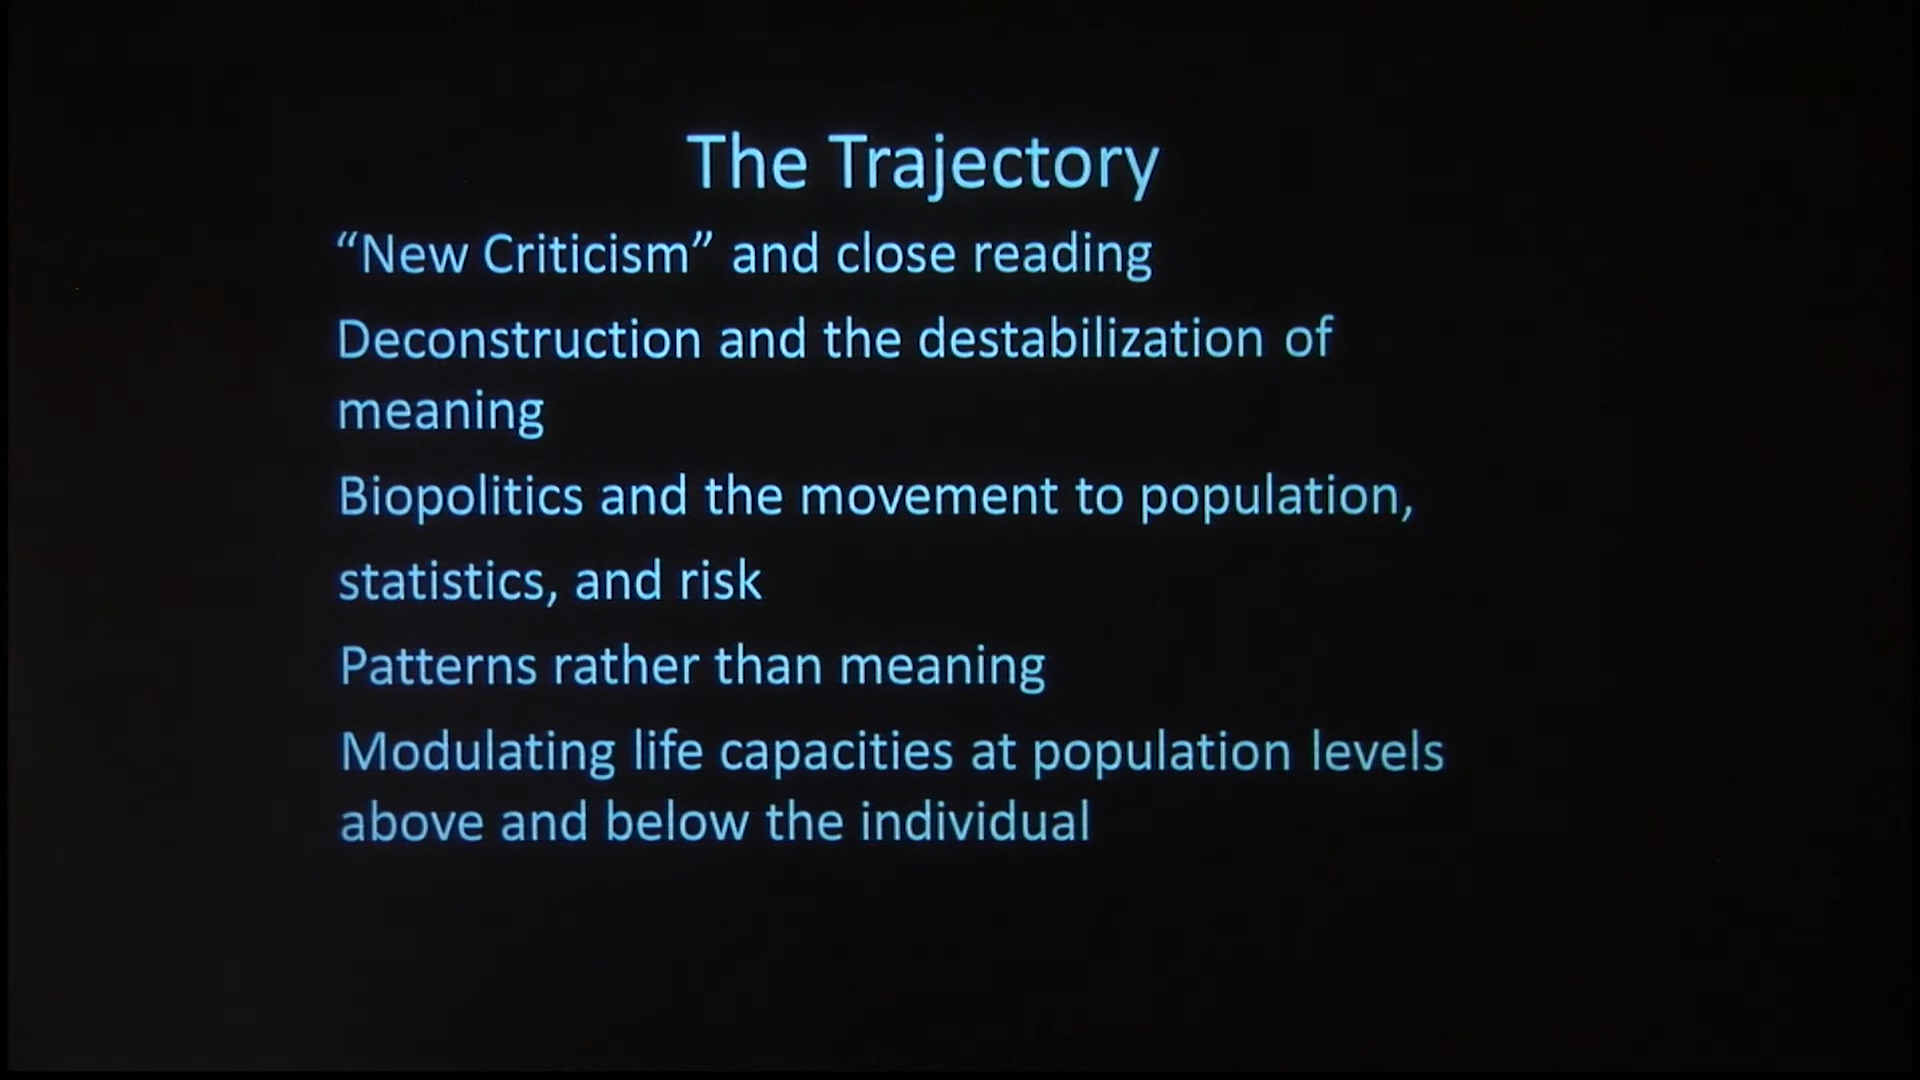 The Trajectory
“New Criticism” and close reading
Deconstruction and the destabilization of
meaning
Biopolitics and the movement to population,
statistics, and risk
Patterns rather than meaning
Modulating life capacities at population levels
above and below the individual